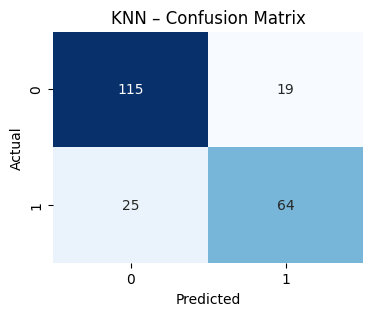 KNN – Confusion Matrix
0
115
19
Actual
1
25
64
0
1
Predicted